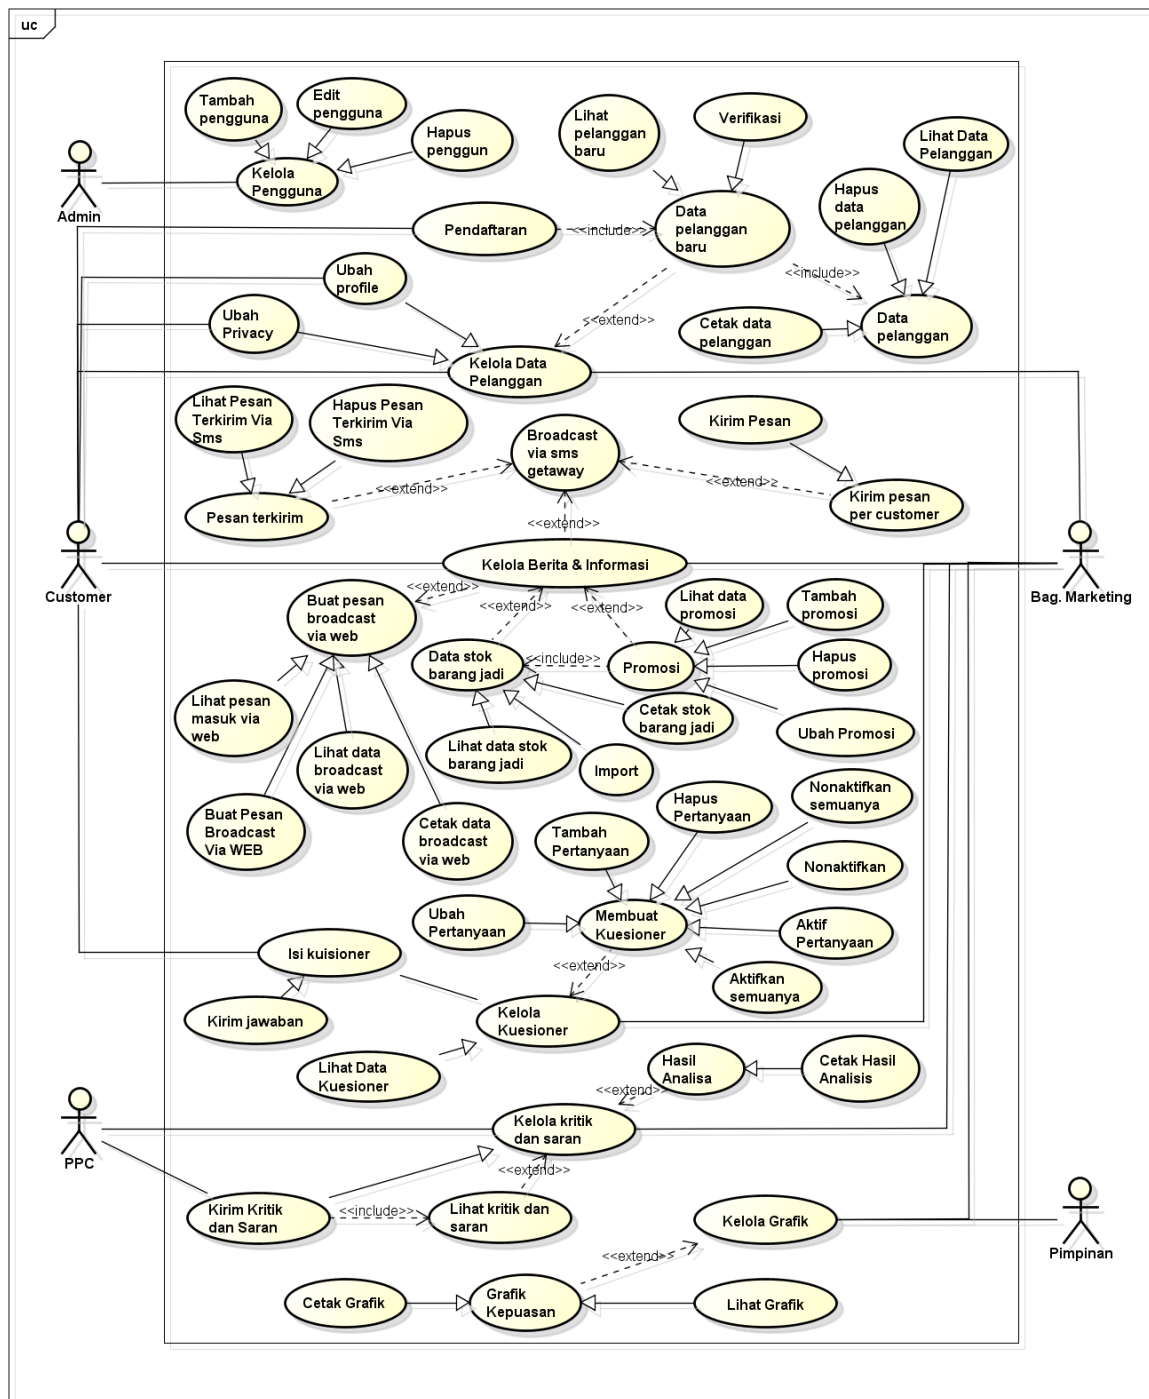 uc
Tambah
pengguna
Edit
pengguna
Hapus
penggun
Kelola
Pengguna
Admin
Lihat
pelanggan
baru
Verifikasi
Lihat Data
Pelanggan
Hapus
data
pelanggan
Pendaftaran
<<include>>
Data
pelanggan
baru
<<include>>
Ubah
profile
Ubah
Privacy
<<extend>>
Cetak data
pelanggan
Data
pelanggan
Kelola Data
Pelanggan
Lihat Pesan
Terkirim Via
Sms
Hapus Pesan
Terkirim Via
Sms
Broadcast
via sms
getaway
Kirim Pesan
<<extend>>
<<extend>>
Pesan terkirim
Kirim pesan
per customer
<<extend>>
Customer
Kelola Berita & Informasi
Bag. Marketing
<<extend>>
Buat pesan
broadcast
via web
<<extend>>
<<extend>>
Lihat data
promosi
Tambah
promosi
Data stok
barang jadi
<<include>>
Promosi
Hapus
promosi
Lihat pesan
masuk via
web
Cetak stok
barang jadi
Ubah Promosi
Lihat data
broadcast
via web
Lihat data stok
barang jadi
Import
Buat Pesan
Broadcast
Via WEB
Cetak data
broadcast
via web
Hapus
Pertanyaan
Nonaktifkan
semuanya
Tambah
Pertanyaan
Nonaktifkan
Ubah
Pertanyaan
Membuat
Kuesioner
Aktif
Pertanyaan
Isi kuisioner
<<extend>>
Aktifkan
semuanya
Kirim jawaban
Kelola
Kuesioner
Lihat Data
Kuesioner
Hasil
Analisa
Cetak Hasil
Analisis
<<extend>>
PPC
Kelola kritik
dan saran
<<extend>>
Kirim Kritik
dan Saran
<<include>>
Lihat kritik dan
saran
Kelola Grafik
Pimpinan
<<extend>>
Cetak Grafik
Grafik
Kepuasan
Lihat Grafik